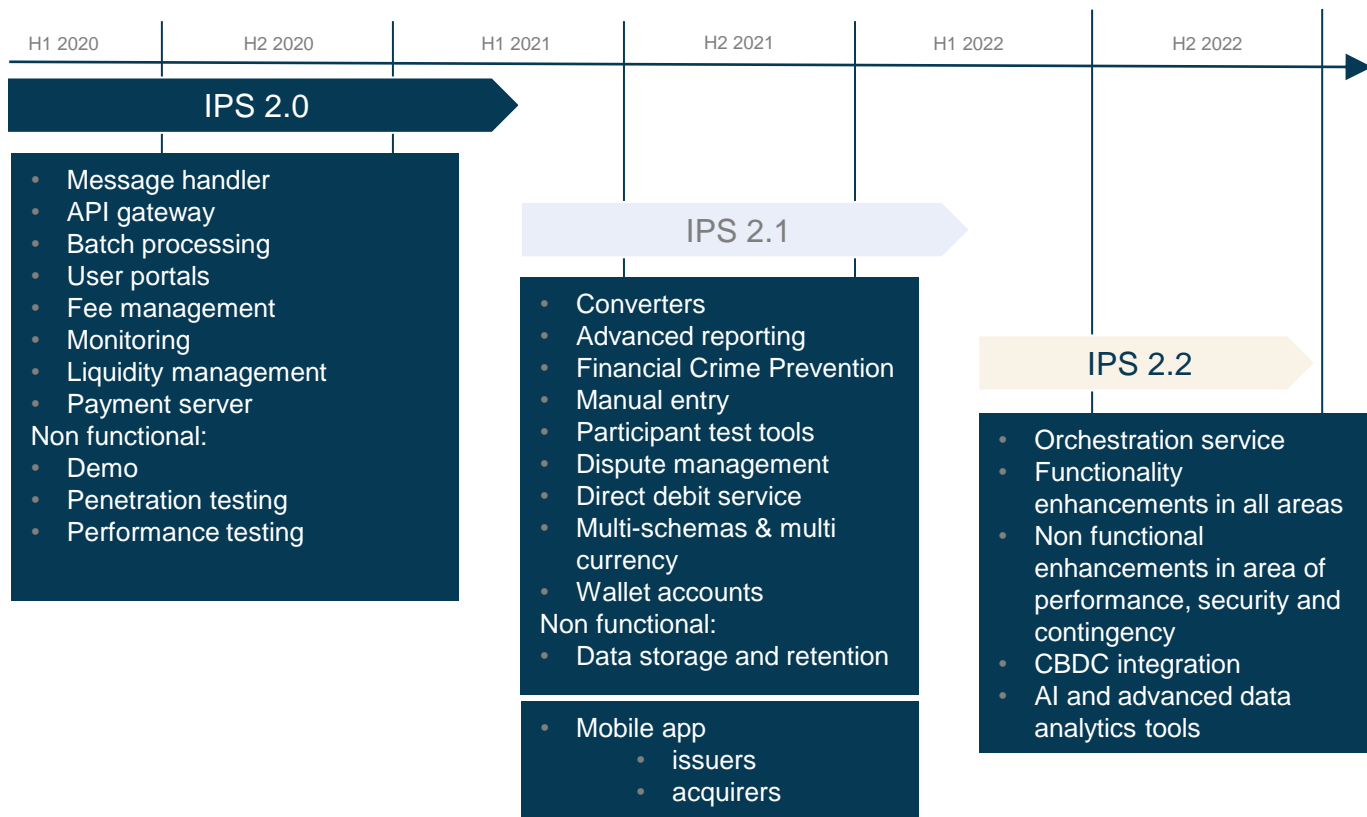 H1 2020
H2 2020
H1 2021
H2 2021
H1 2022
H2 2022
IPS 2.0
• Message handler
• API gateway
• Batch processing
• User portals
• Fee management
• Monitoring
• Liquidity management
• Payment server
Non functional:
• Demo
• Penetration testing
• Performance testing
IPS 2.1
• Converters
• Advanced reporting
• Financial Crime Prevention
• Manual entry
• Participant test tools
• Dispute management
• Direct debit service
• Multi-schemas & multi
currency
• Wallet accounts
Non functional:
• Data storage and retention
• Mobile app
• issuers
• acquirers
IPS 2.2
• Orchestration service
• Functionality
enhancements in all areas
• Non functional
enhancements in area of
performance, security and
contingency
• CBDC integration
• AI and advanced data
analytics tools